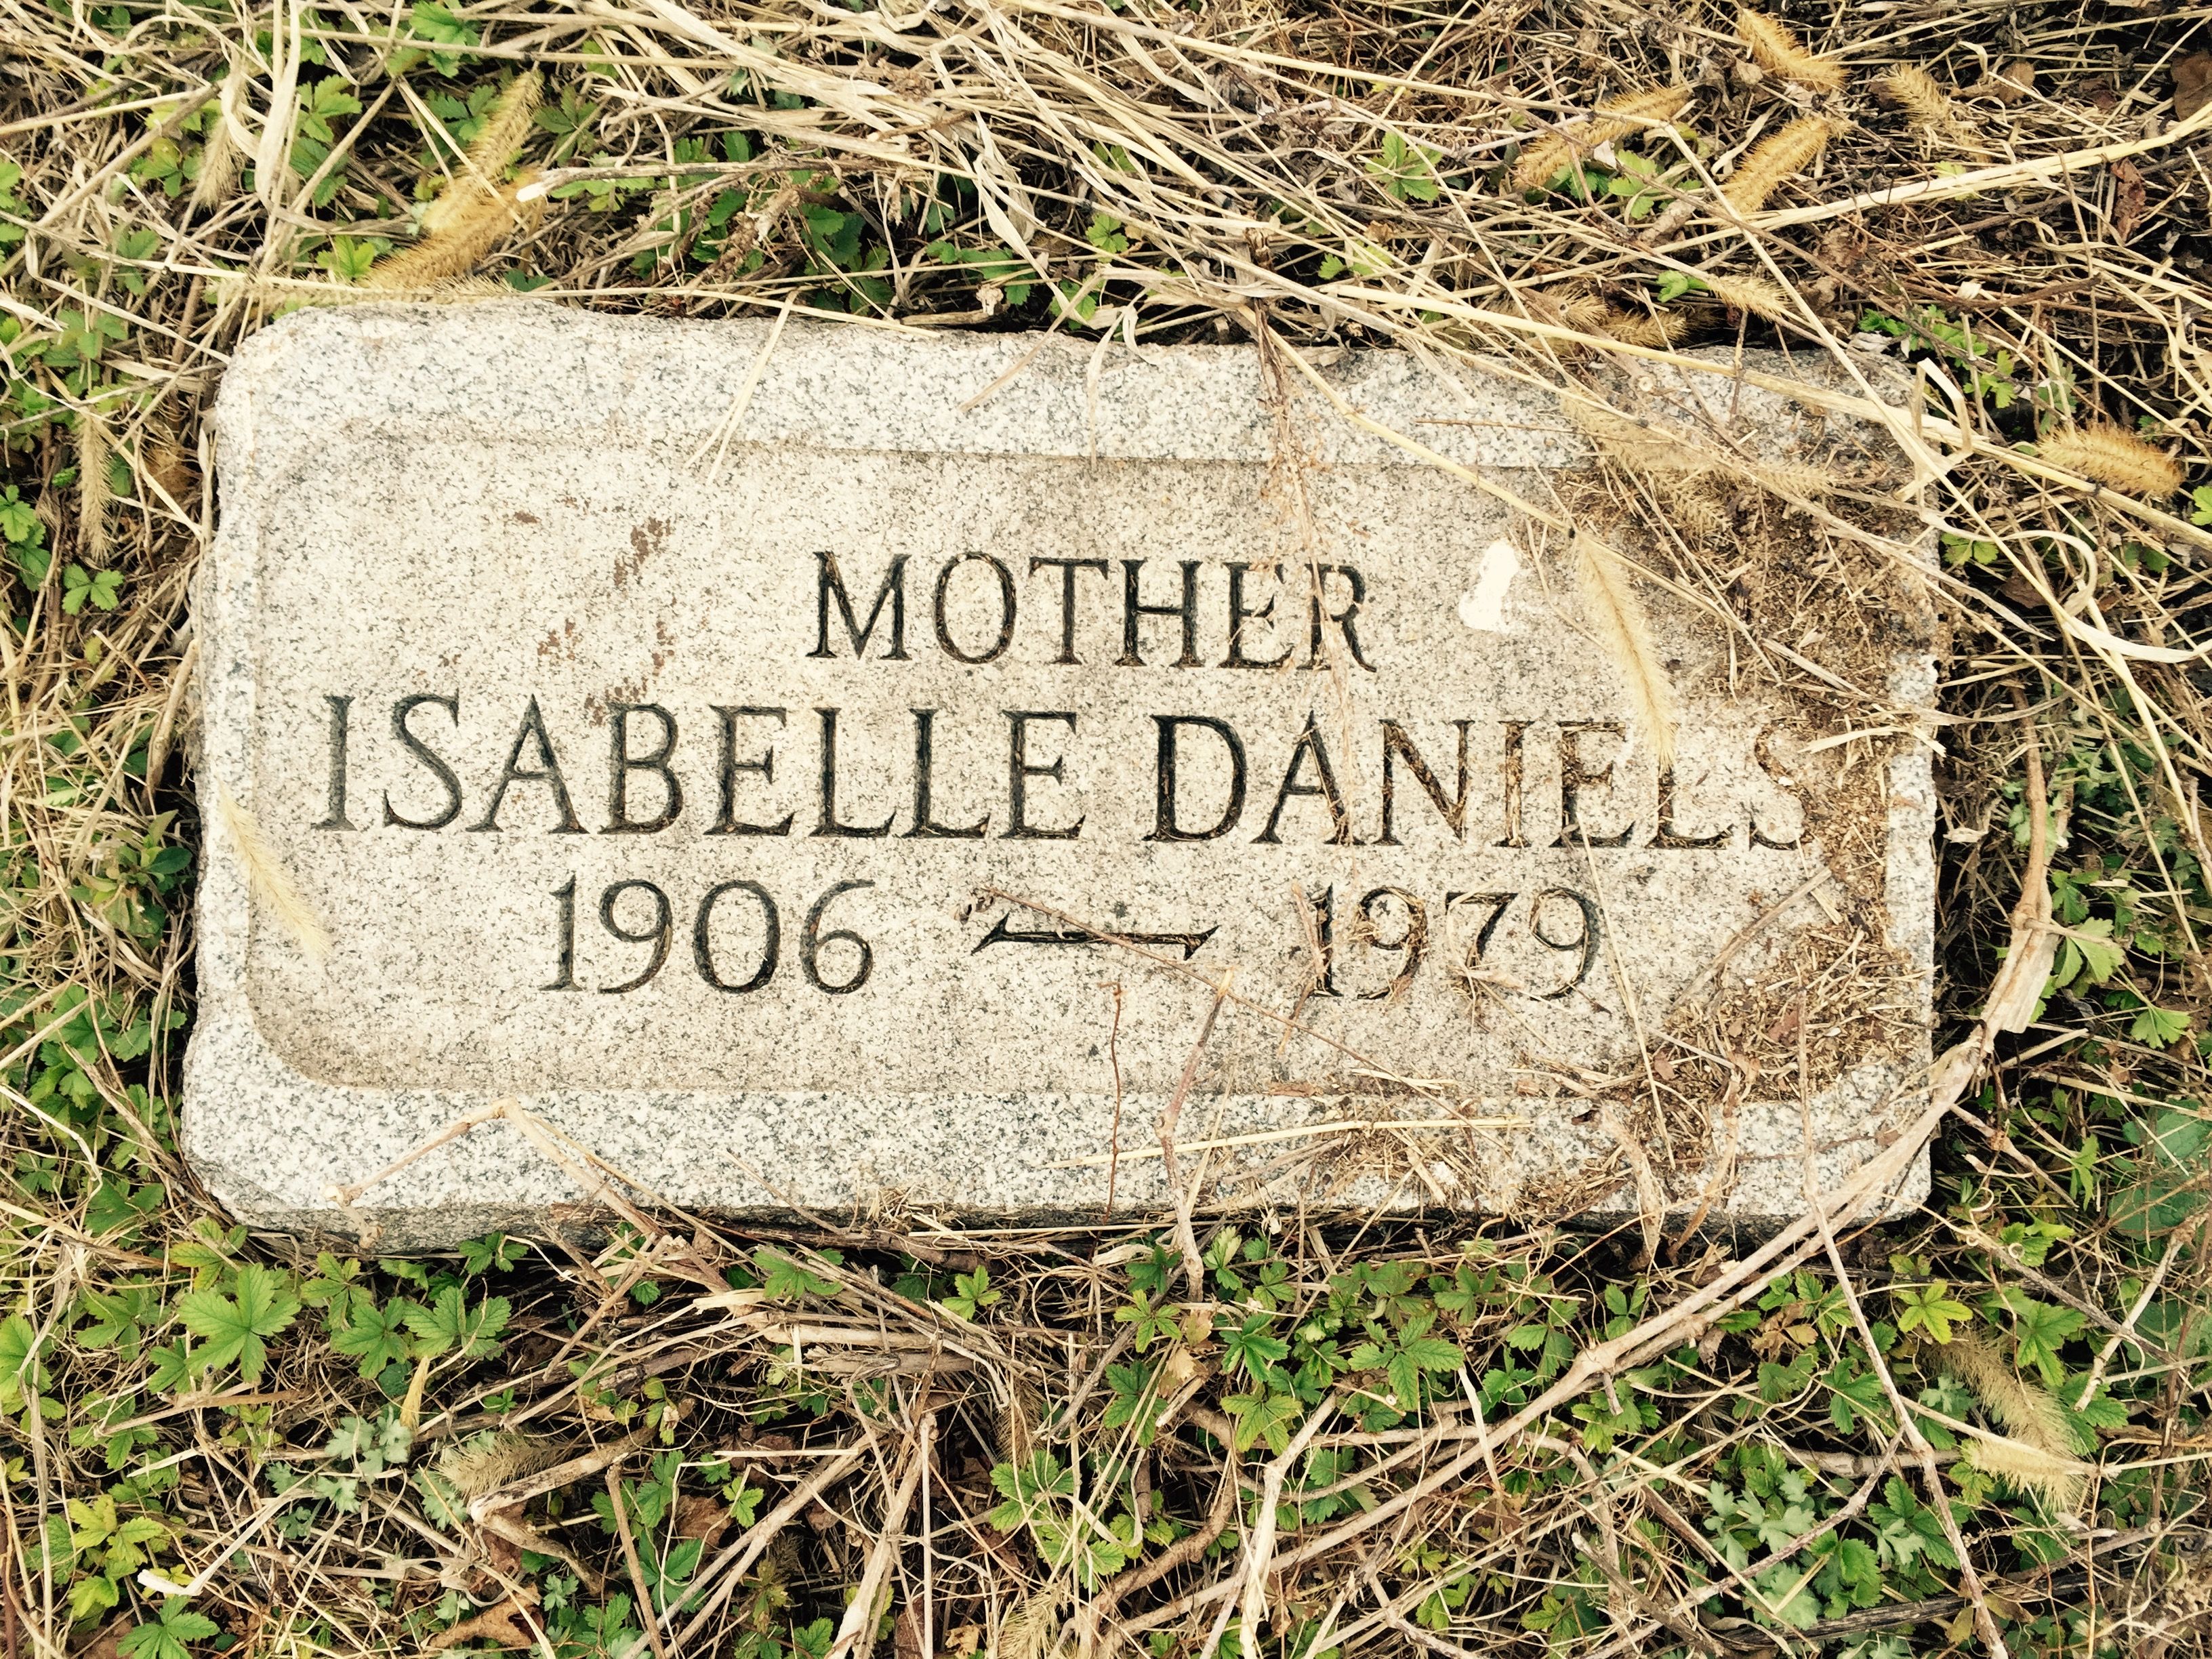 MOTHER
ISABELLE DANIELS
1906 — 1979